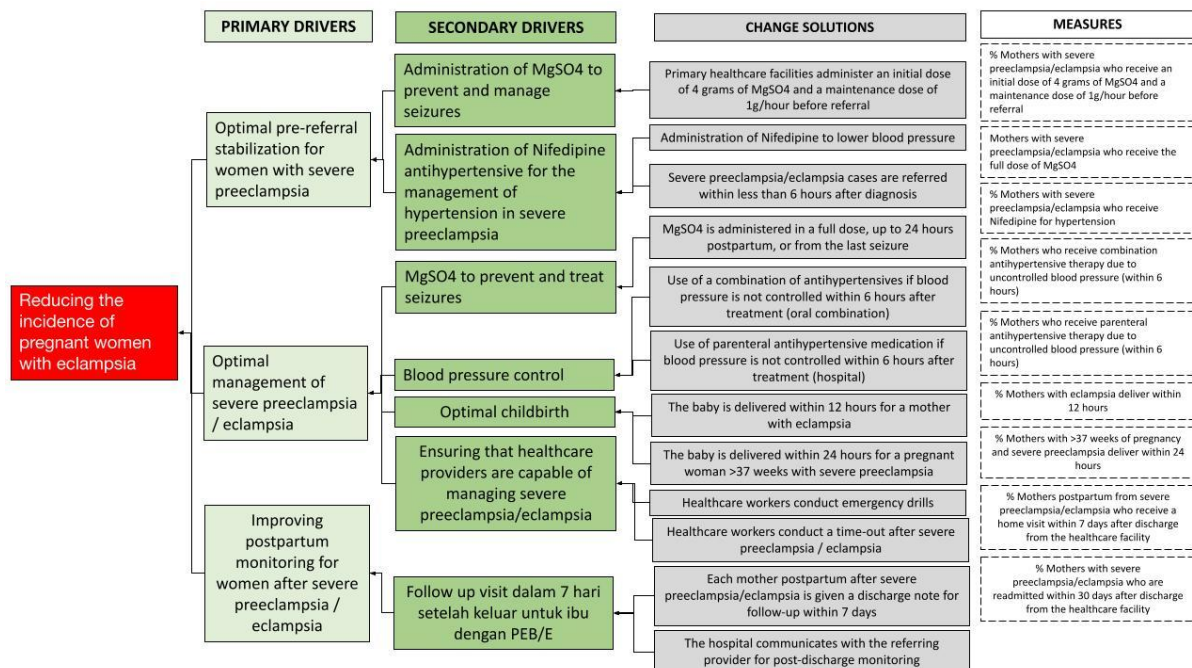 PRIMARY DRIVERS
SECONDARY DRIVERS
CHANGE SOLUTIONS
MEASURES
Reducing the
incidence of
pregnant women
with eclampsia
Optimal pre-referral
stabilization for
women with severe
preeclampsia
Optimal
management of
severe preeclampsia
/ eclampsia
Improving
postpartum
monitoring for
women after severe
preeclampsia /
eclampsia
Administration of MgSO4 to
prevent and manage
seizures
Administration of Nifedipine
antihypertensive for the
management of
hypertension in severe
preeclampsia
MgSO4 to prevent and treat
seizures
Blood pressure control
Optimal childbirth
Ensuring that healthcare
providers are capable of
managing severe
preeclampsia/eclampsia
Follow up visit dalam 7 hari
setelah keluar untuk ibu
dengan PEB/E
Primary healthcare facilities administer an initial dose
of 4 grams of MgSO4 and a maintenance dose of
1g/hour before referral
Administration of Nifedipine to lower blood pressure
Severe preeclampsia/eclampsia cases are referred
within less than 6 hours after diagnosis
MgSO4 is administered in a full dose, up to 24 hours
postpartum, or from the last seizure
Use of a combination of antihypertensives if blood
pressure is not controlled within 6 hours after
treatment (oral combination)
Use of parenteral antihypertensive medication if
blood pressure is not controlled within 6 hours after
treatment (hospital)
The baby is delivered within 12 hours for a mother
with eclampsia
The baby is delivered within 24 hours for a pregnant
woman >37 weeks with severe preeclampsia
Healthcare workers conduct emergency drills
Healthcare workers conduct a time-out after severe
preeclampsia / eclampsia
Each mother postpartum after severe
preeclampsia/eclampsia is given a discharge note for
follow-up within 7 days
The hospital communicates with the referring
provider for post-discharge monitoring
% Mothers with severe
preeclampsia/eclampsia who receive an
initial dose of 4 grams of MgSO4 and a
maintenance dose of 1g/hour before
referral
Mothers with severe
preeclampsia/eclampsia who receive the
full dose of MgSO4
% Mothers with severe
preeclampsia/eclampsia who receive
Nifedipine for hypertension
% Mothers who receive combination
antihypertensive therapy due to
uncontrolled blood pressure (within 6
hours)
% Mothers who receive parenteral
antihypertensive therapy due to
uncontrolled blood pressure (within 6
hours)
% Mothers with eclampsia deliver within
12 hours
% Mothers with >37 weeks of pregnancy
and severe preeclampsia deliver within 24
hours
% Mothers postpartum from severe
preeclampsia/eclampsia who receive a
home visit within 7 days after discharge
from the healthcare facility
% Mothers with severe
preeclampsia/eclampsia who are
readmitted within 30 days after discharge
from the healthcare facility